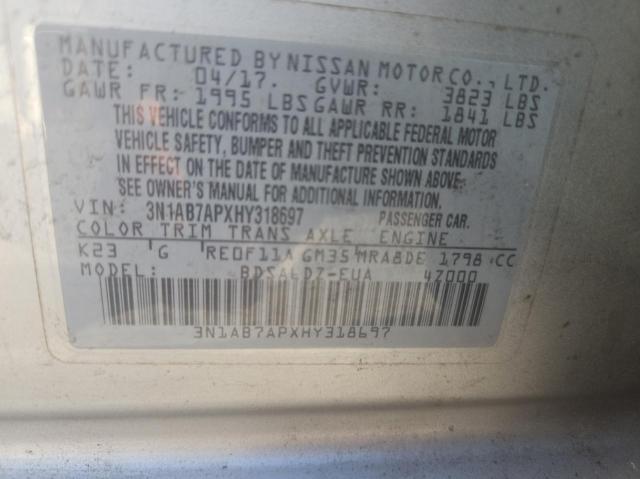 MANUFACTURED BY NISSAN MOTOR CO., LTD.
DATE: 04/17. GVWR: 3823 LBS
GAWR FR: 1995 LBS GAWR RR: 1841 LBS
THIS VEHICLE CONFORMS TO ALL APPLICABLE FEDERAL MOTOR
VEHICLE SAFETY, BUMPER AND THEFT PREVENTION STANDARDS
IN EFFECT ON THE DATE OF MANUFACTURE SHOWN ABOVE.
SEE OWNER'S MANUAL FOR ADDITIONAL INFORMATION.
VIN: 3N1AB7APXHY318697 PASSENGER CAR.
COLOR TRIM TRANS AXLE ENGINE
K23 G RE0F11A GM35 MRA8DE 1798 CC
MODEL: BDSALDZ-EUA 42000
3N1AB7APXHY318697